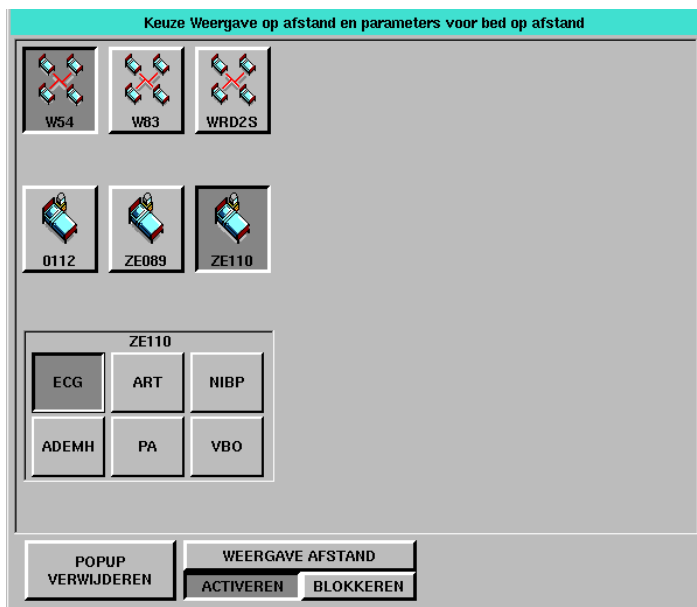 Keuze Weergave op afstand en parameters voor bed op afstand
W54 W83 WRD2S
0112 ZE089 ZE110
ZE110
ECG ART NIBP
ADEMH PA VBO
POPUP
VERWIJDEREN
WEERGAVE AFSTAND
ACTIVEREN BLOKKEREN